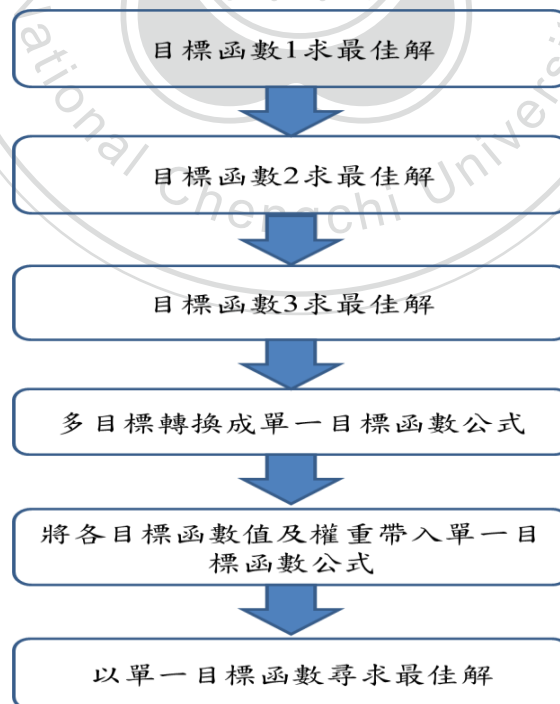 目標函數1求最佳解
目標函數2求最佳解
目標函數3求最佳解
多目標轉換成單一目標函數公式
將各目標函數值及權重帶入單一目
標函數公式
以單一目標函數尋求最佳解
ational Chengchi Universi